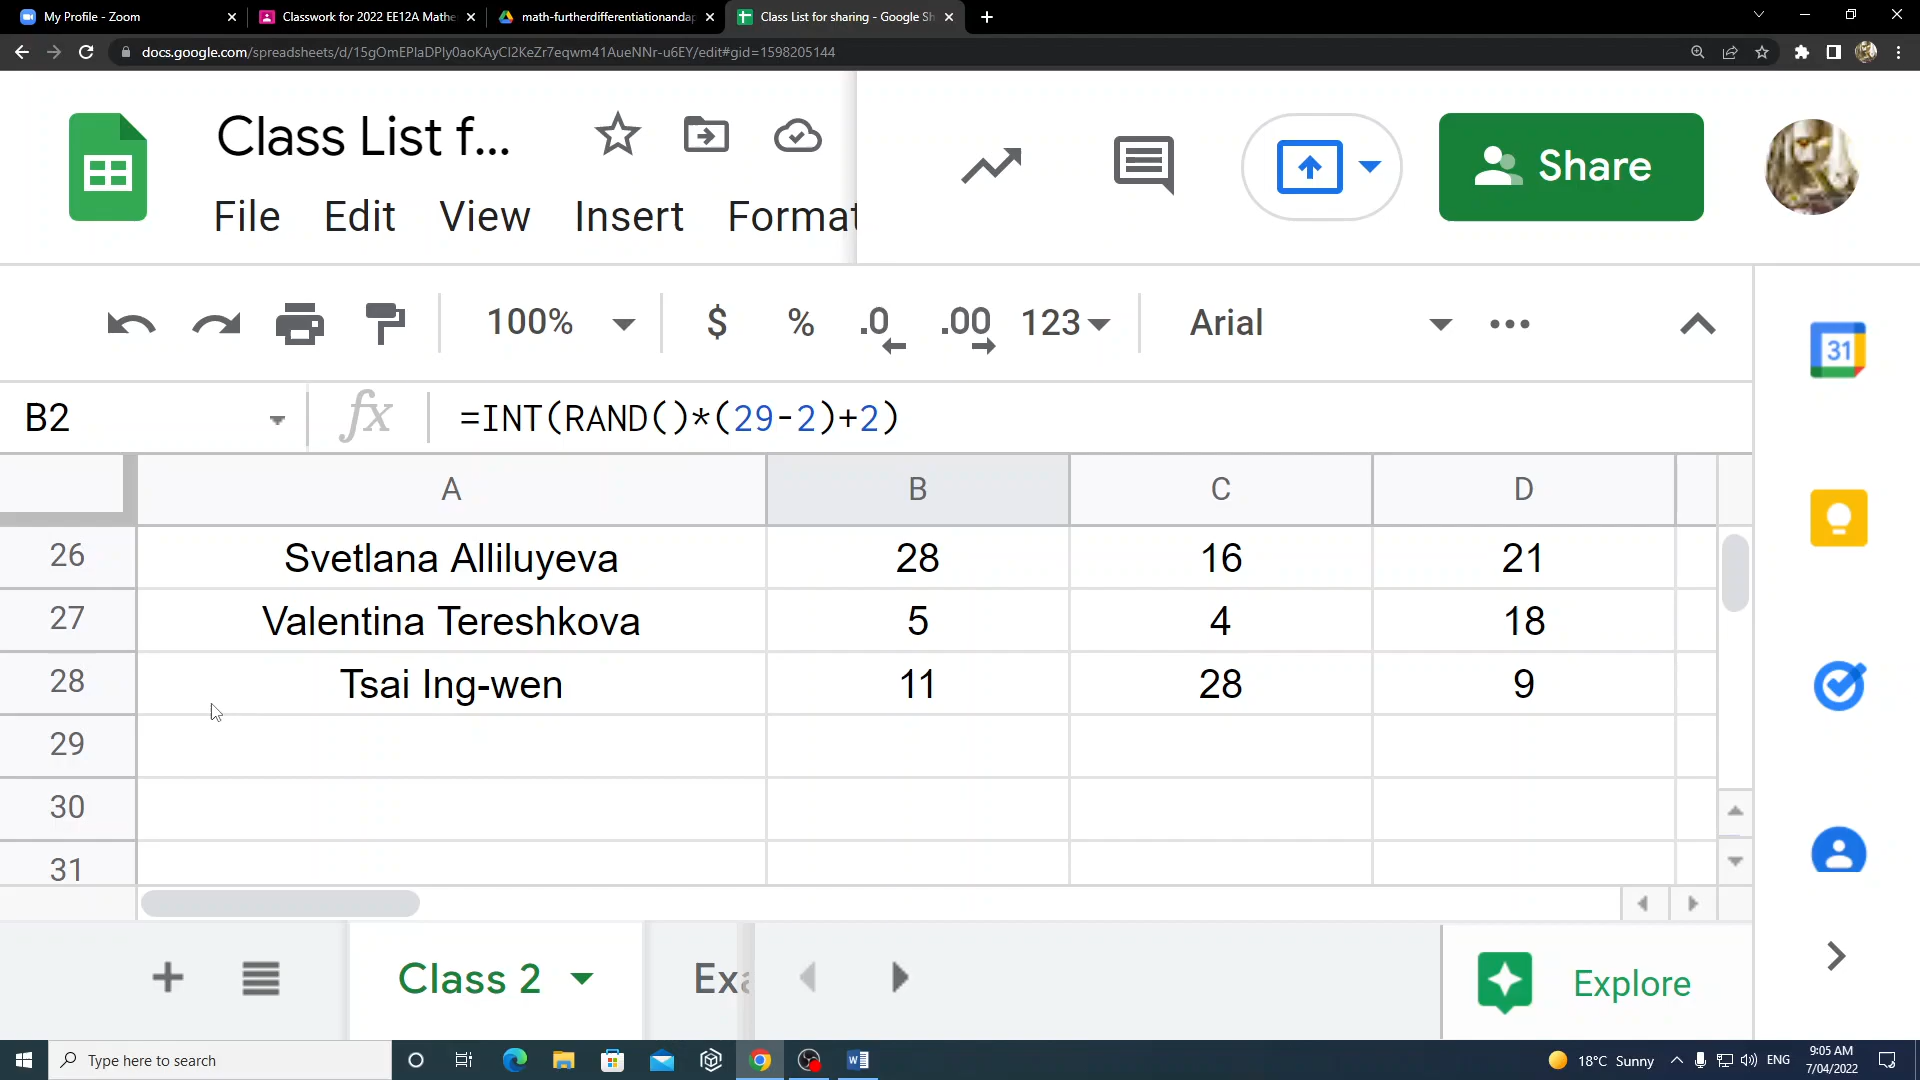 My Profile - Zoom
Classwork for 2022 EE12A Mathe
math-furtherdifferentiationandap
Class List for sharing - Google Sh
docs.google.com/spreadsheets/d/15gOmEPlaDPly0aoKAyCl2KeZr7eqwm41AueNNr-u6EY/edit#gid=1598205144
Class List f...
Share
File Edit View Insert Format
100% $ % .0 .00 123 Arial
31
B2 fx =INT(RAND()*(29-2)+2)
A B C D
26 Svetlana Alliluyeva 28 16 21
27 Valentina Tereshkova 5 4 18
28 Tsai Ing-wen 11 28 9
29
30
31
Class 2 Exa Explore
Type here to search 18°C Sunny ENG 9:05 AM
7/04/2022